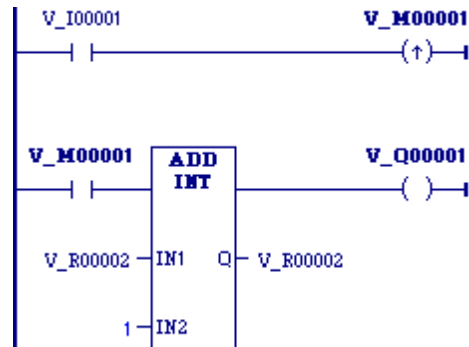 V_I00001
V_M00001
(↑)
V_M00001
ADD
INT
V_Q00001
( )
V_R00002
IN1
Q
V_R00002
1
IN2